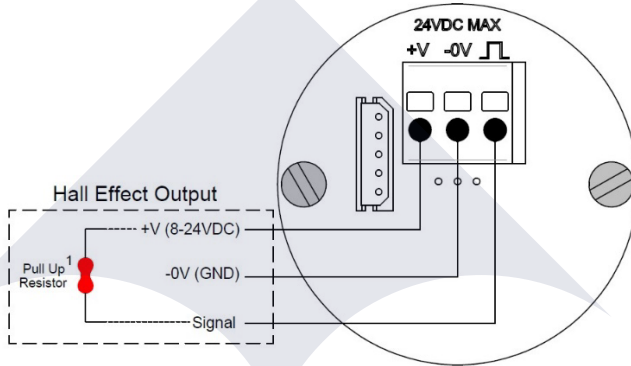 24VDC MAX
+V -0V
Hall Effect Output
+V (8-24VDC)
Pull Up 1
Resistor
-0V (GND)
Signal